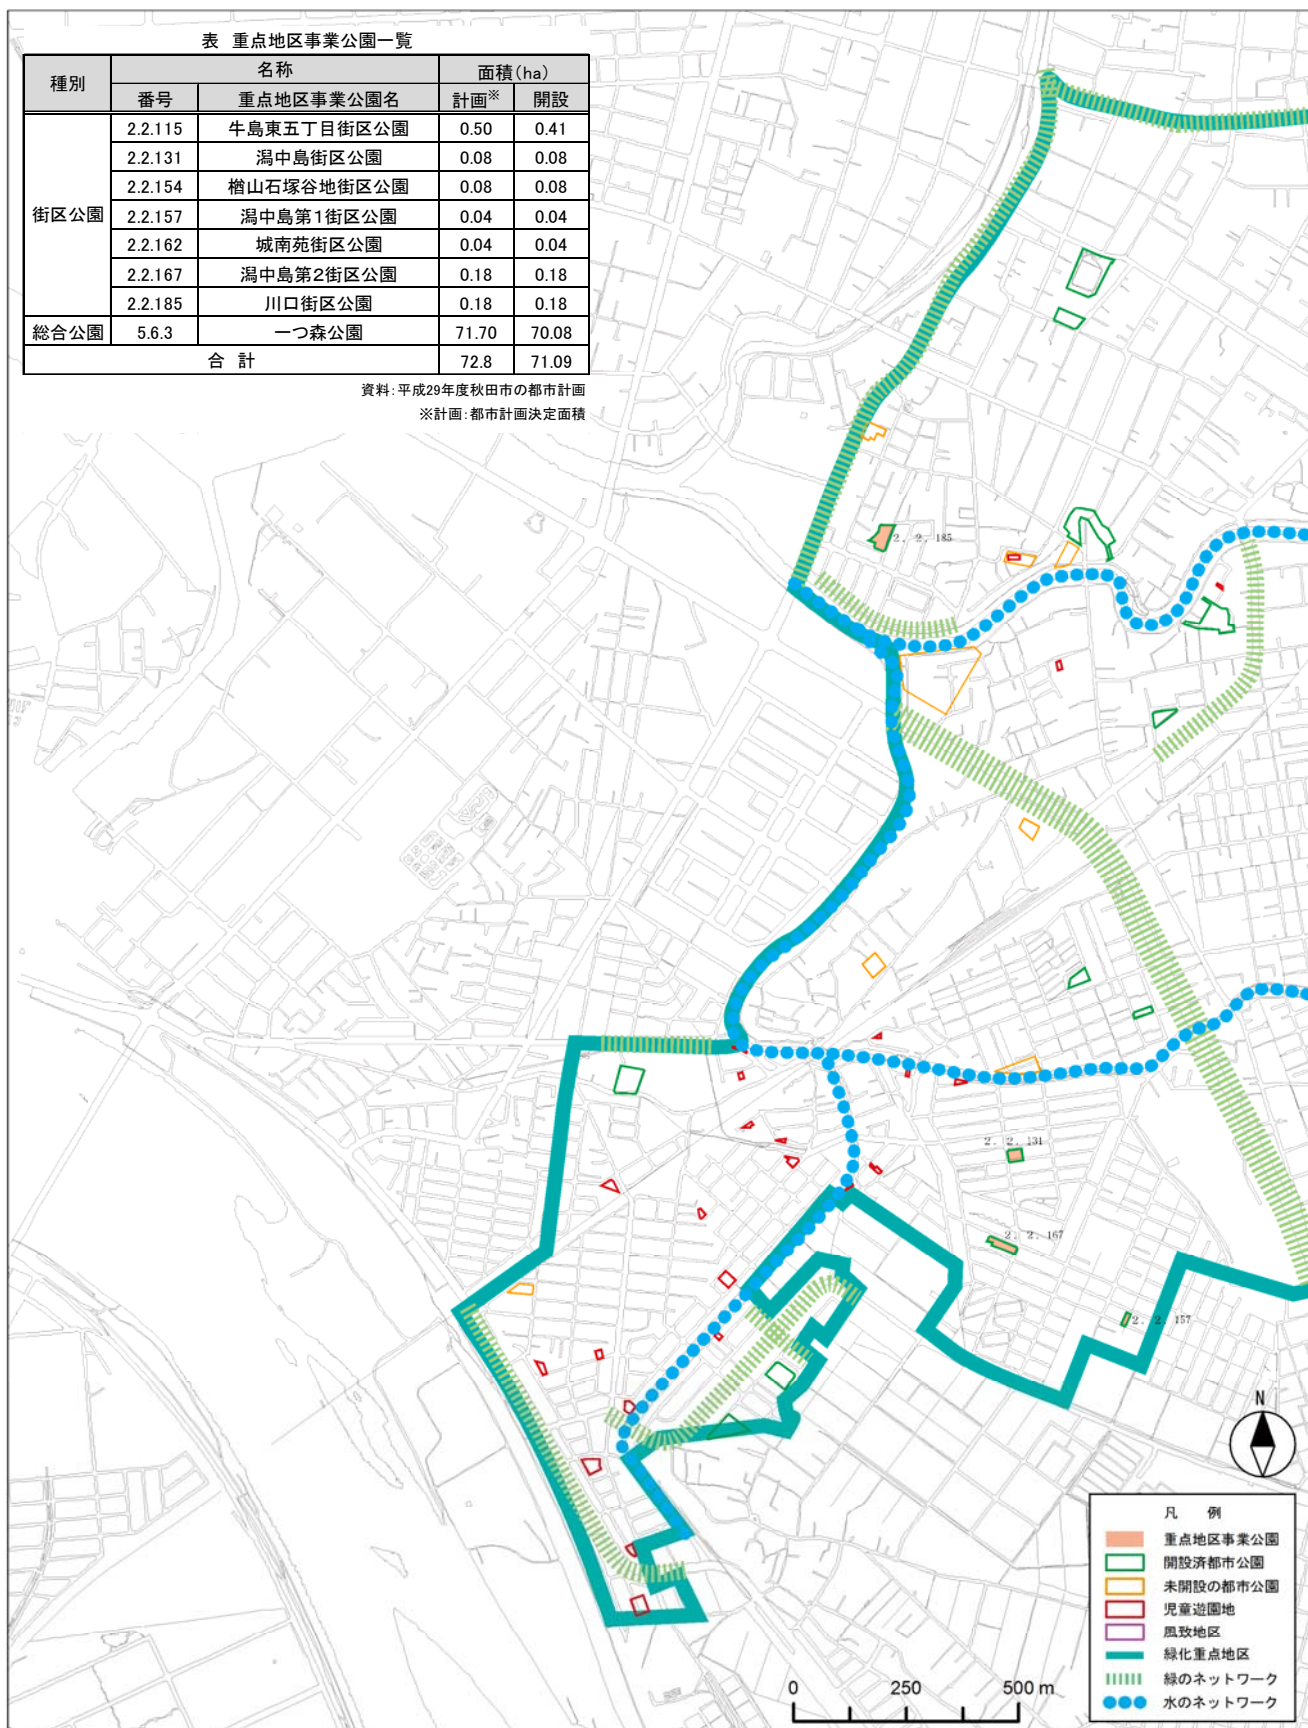 表 重点地区事業公園一覧
種別 名称 面積(ha)
番号 重点地区事業公園名 計画※ 開設
街区公園 2.2.115 牛島東五丁目街区公園 0.50 0.41
2.2.131 潟中島街区公園 0.08 0.08
2.2.154 楢山石塚谷地街区公園 0.08 0.08
2.2.157 潟中島第1街区公園 0.04 0.04
2.2.162 城南苑街区公園 0.04 0.04
2.2.167 潟中島第2街区公園 0.18 0.18
2.2.185 川口街区公園 0.18 0.18
総合公園 5.6.3 一つ森公園 71.70 70.08
合 計 72.8 71.09
資料:平成29年度秋田市の都市計画
※計画:都市計画決定面積
2. 2. 185
2. 2. 131
2. 2. 167
2. 2. 157
N
凡 例
重点地区事業公園
開設済都市公園
未開設の都市公園
児童遊園地
風致地区
緑化重点地区
緑のネットワーク
水のネットワーク
0 250 500 m